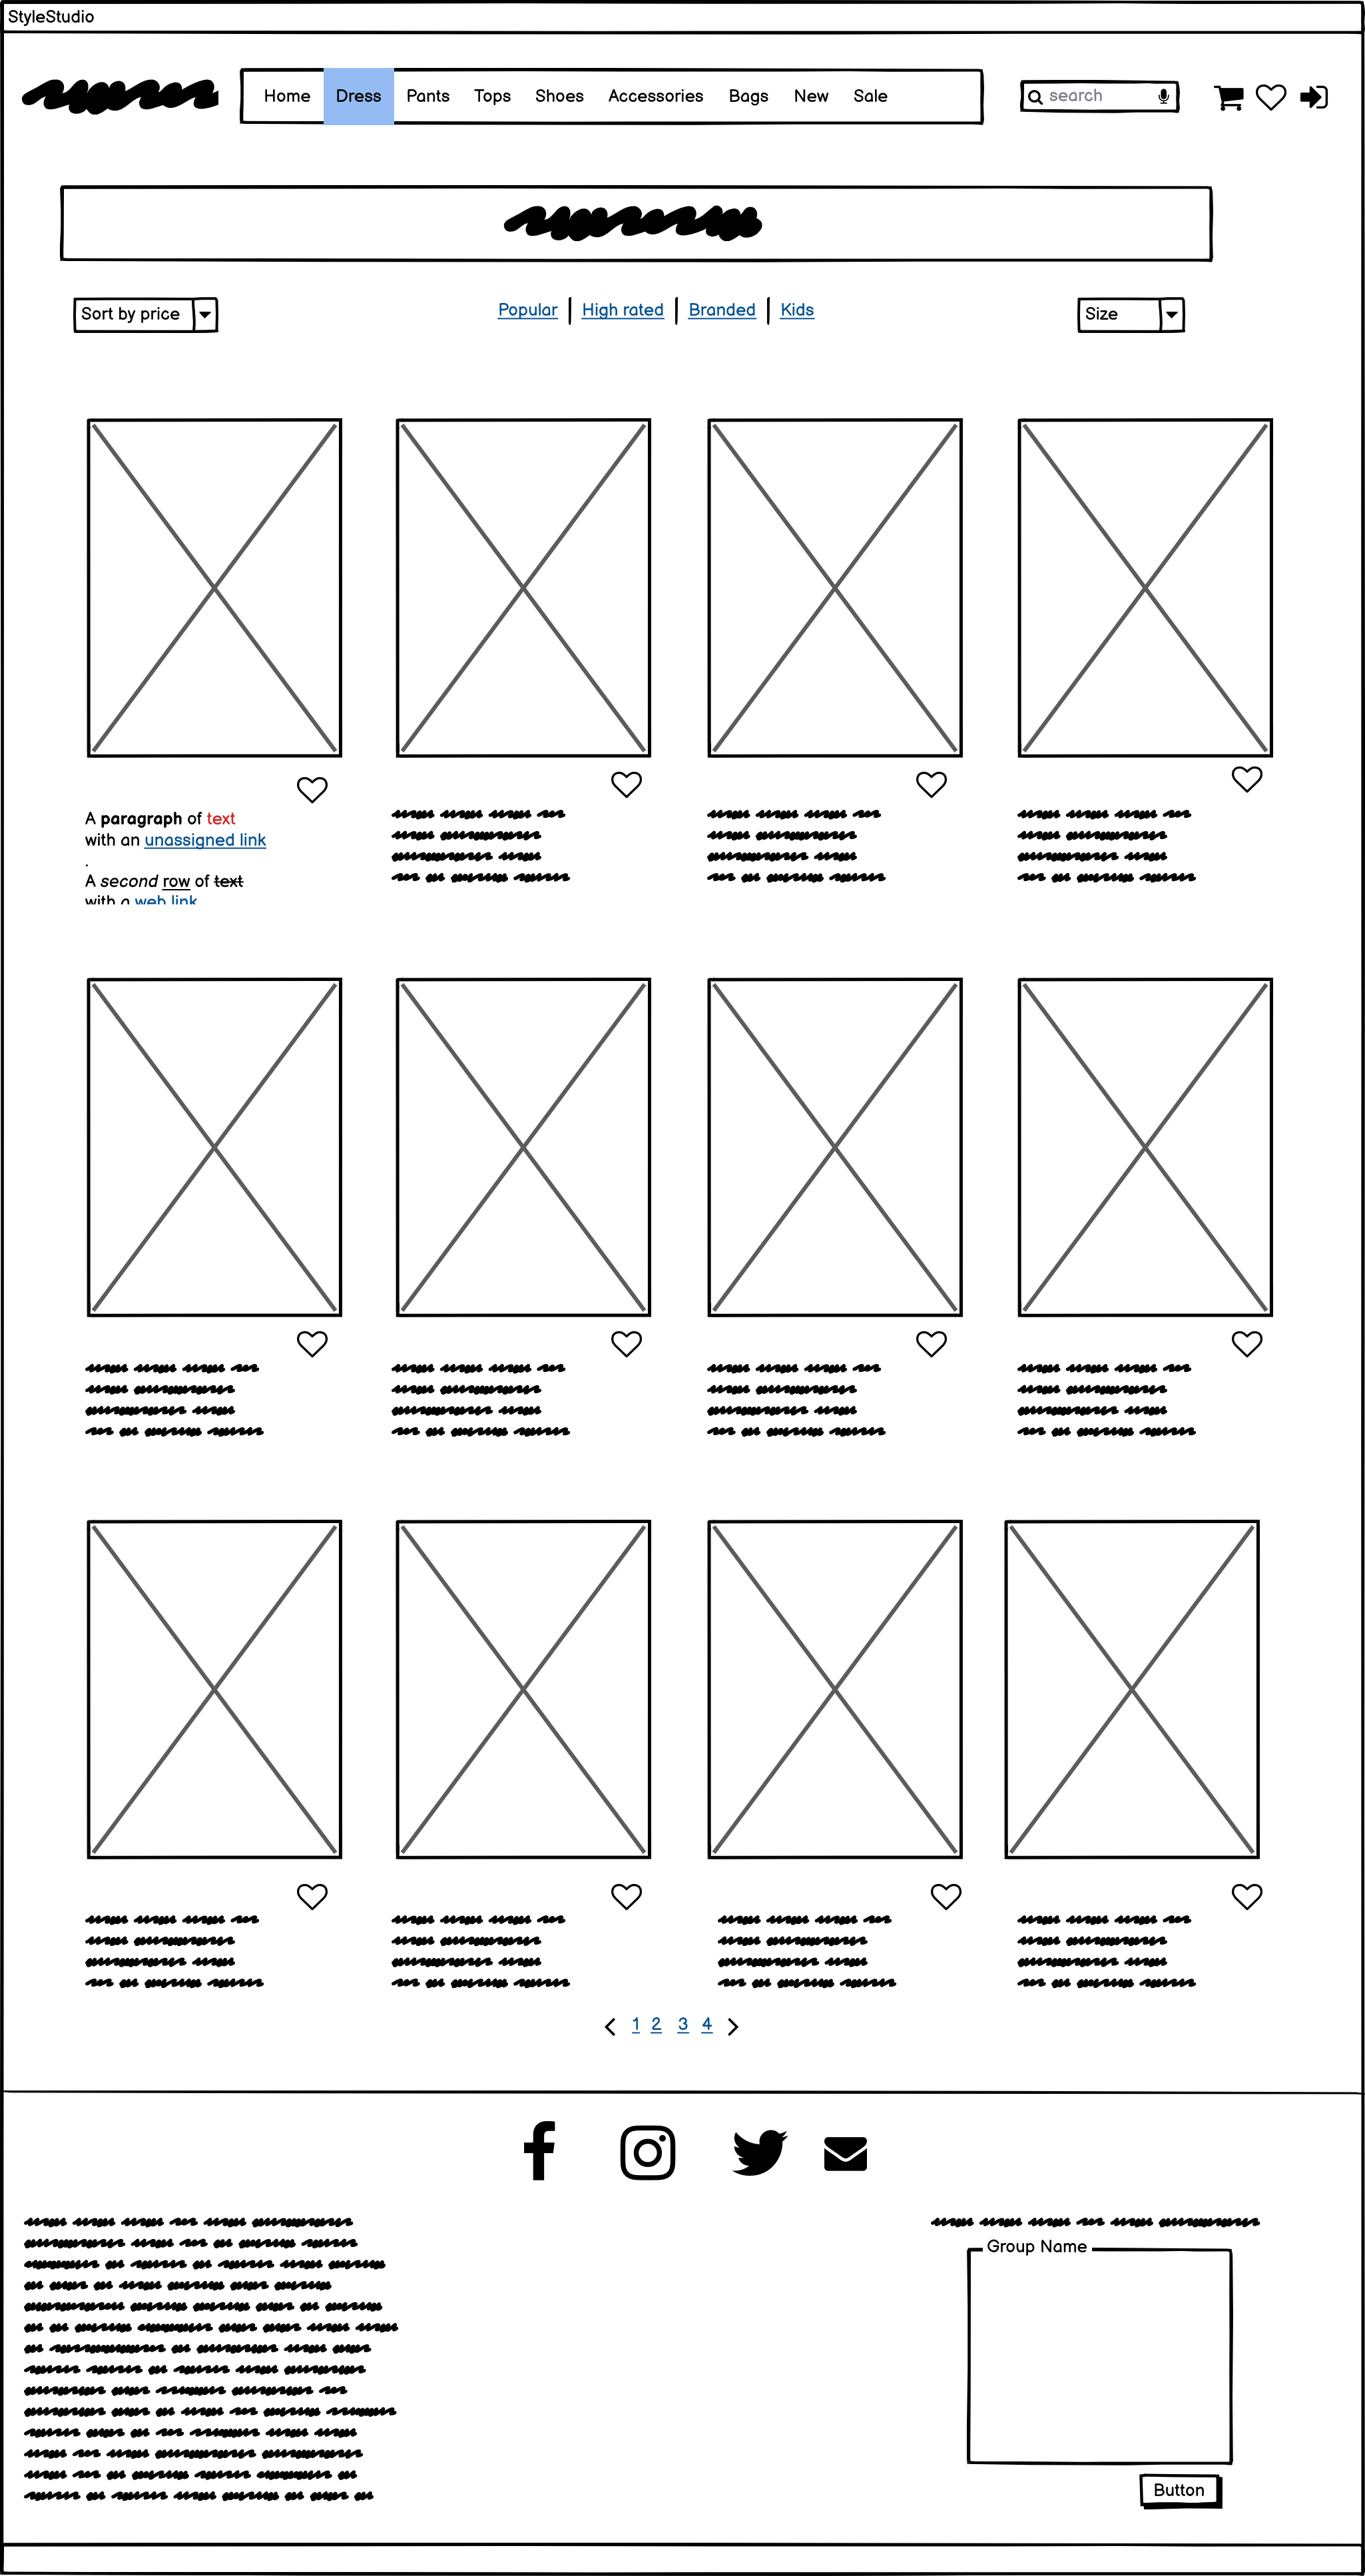 StyleStudio
Home Dress Pants Tops Shoes Accessories Bags New Sale
search
Sort by price
Popular High rated Branded Kids
Size
A paragraph of text
with an unassigned link
.
A second row of text
with a web link
1 2 3 4
Group Name
Button